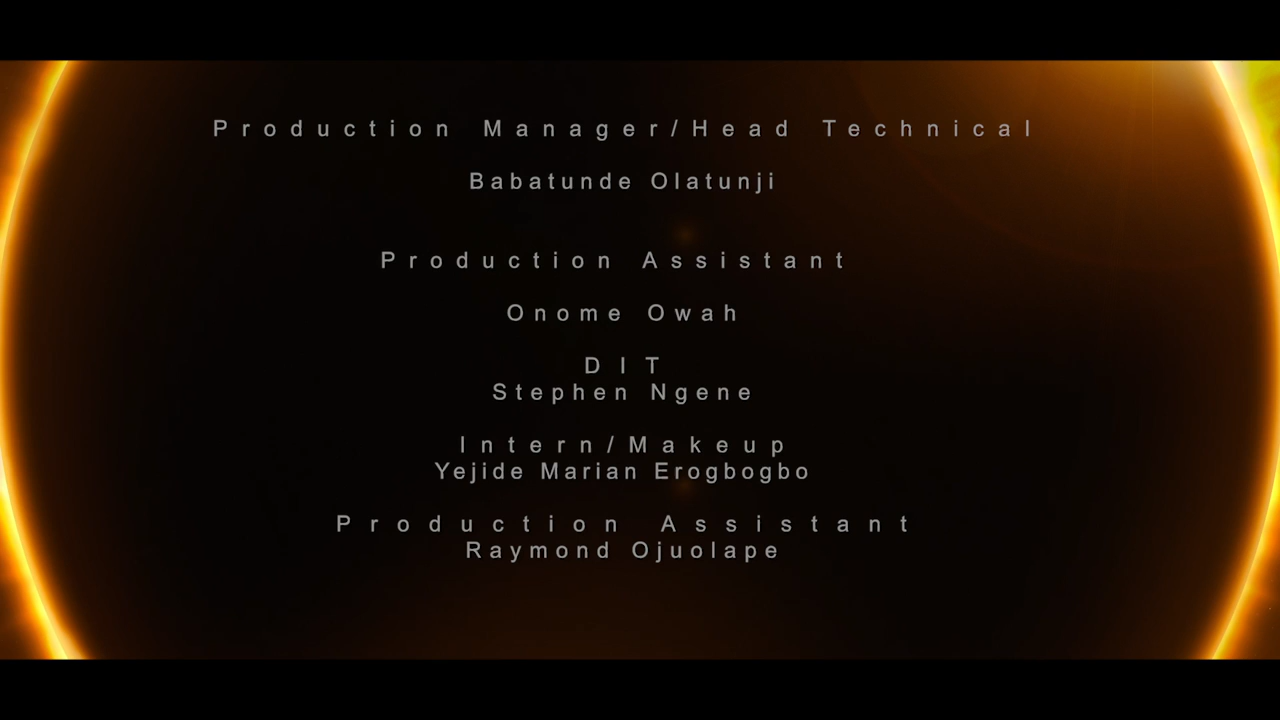 Production Manager/Head Technical
Babatunde Olatunji
Production Assistant
Onome Owah
DIT
Stephen Ngene
Intern/Makeup
Yejide Marian Erogbogbo
Production Assistant
Raymond Ojuolape